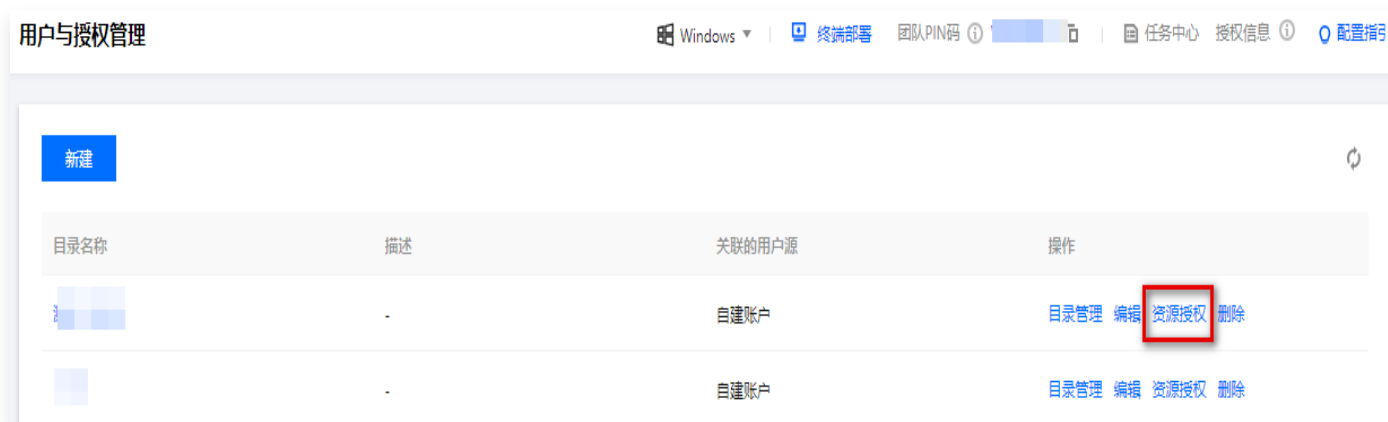 用户与授权管理 Windows 终端部署 团队PIN码 任务中心 授权信息 配置指引
新建
目录名称 描述 关联的用户源 操作
- 自建账户 目录管理 编辑 资源授权 删除
- 自建账户 目录管理 编辑 资源授权 删除